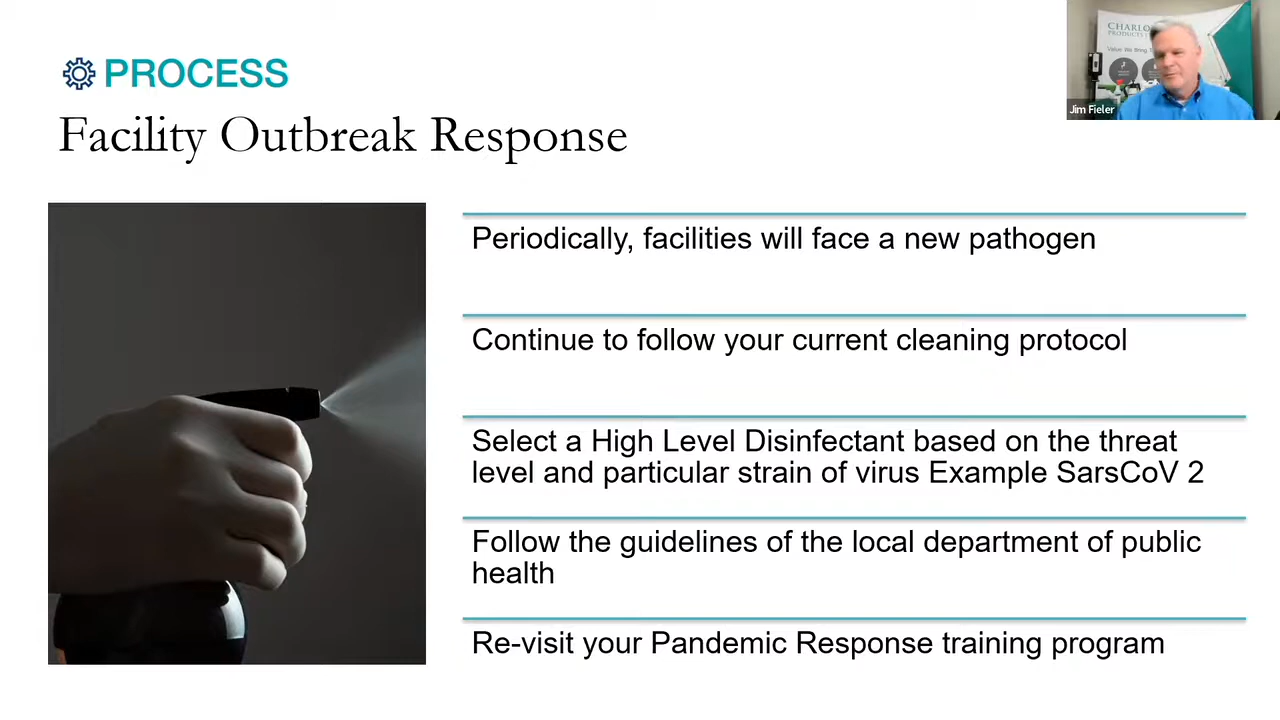 PROCESS
Facility Outbreak Response
Periodically, facilities will face a new pathogen
Continue to follow your current cleaning protocol
Select a High Level Disinfectant based on the threat
level and particular strain of virus Example SarsCoV 2
Follow the guidelines of the local department of public
health
Re-visit your Pandemic Response training program
Jim Fieler